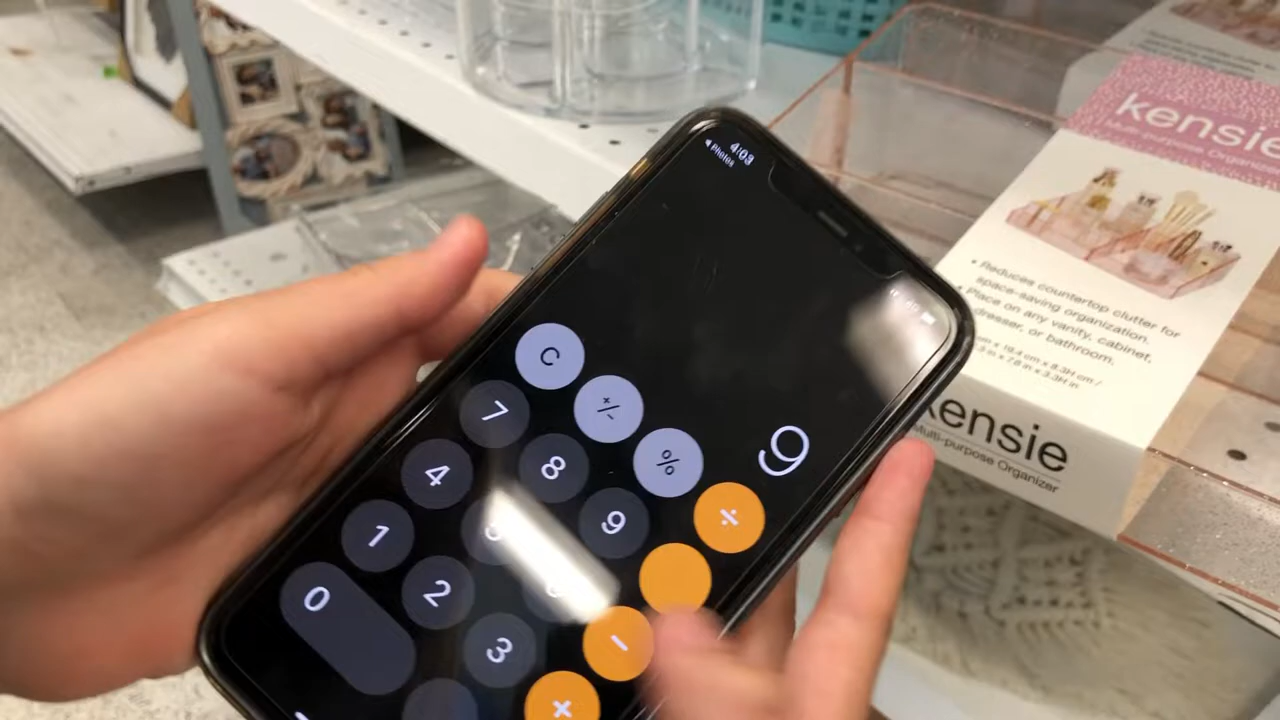 4:03
◀ Photos
9
C
+/-
%
÷
7
8
9
4
1
2
3
0
kensie
Multi-purpose Organizer
• Reduces countertop clutter for
space-saving organization.
• Place on any vanity, cabinet,
dresser, or bathroom.
kensie
Multi-purpose Organizer